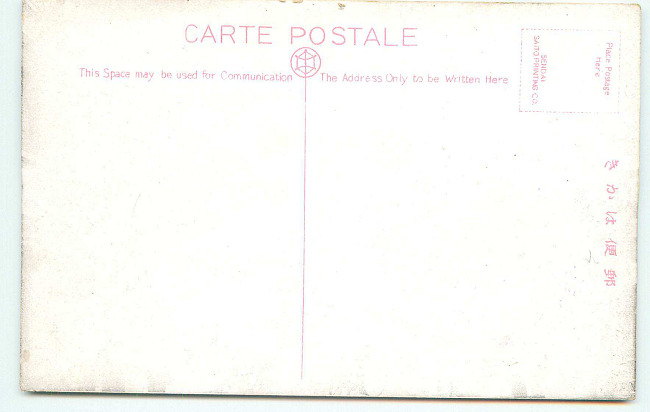 CARTE POSTALE
This Space may be used for Communication
The Address Only to be Written Here
Place Postage
Here
SENDAI
SAITO PRINTING CO.
きかは便郵